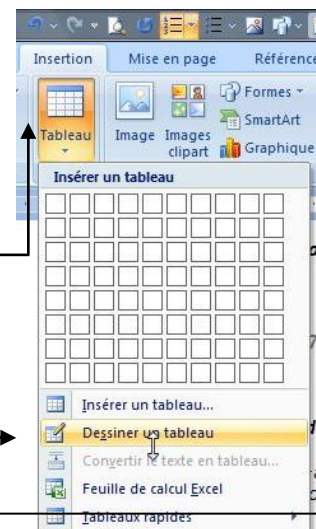 Insertion Mise en page Référence
Tableau
Image
Images clipart
Formes
SmartArt
Graphique
Insérer un tableau
Insérer un tableau...
Dessiner un tableau
Convertir le texte en tableau...
Feuille de calcul Excel
Tableaux rapides